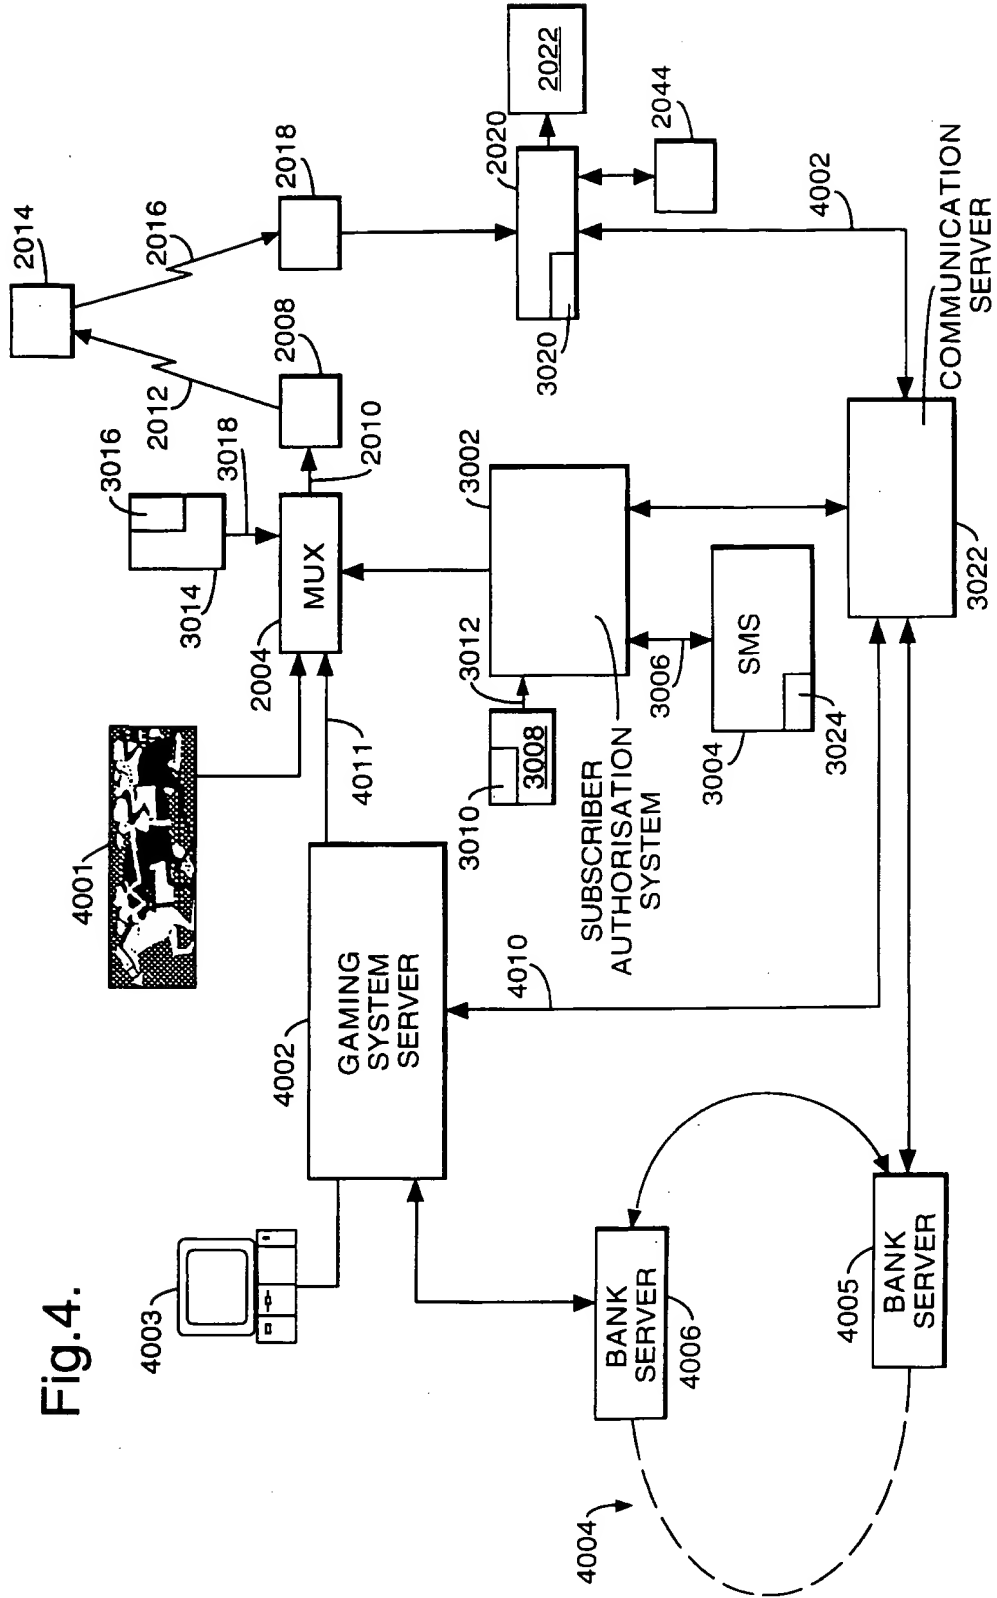 Fig.4.
4003
4001
4002
GAMING
SYSTEM
SERVER
4011
2004
MUX
3014
3016
3018
2010
2008
2012
2014
2016
2018
2020
2022
2044
3020
4002
3010
3008
3012
3002
SUBSCRIBER
AUTHORISATION
SYSTEM
3006
SMS
3004
3024
4010
COMMUNICATION
SERVER
3022
4004
BANK
SERVER
4006
4005
BANK
SERVER